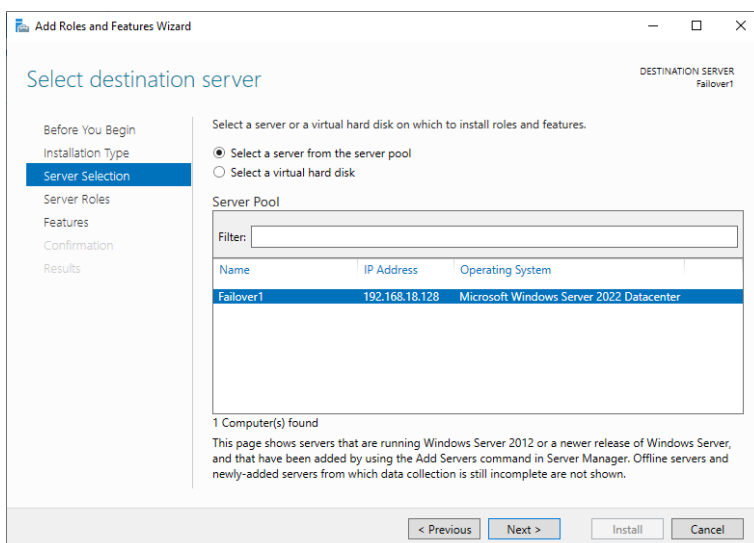 Add Roles and Features Wizard
Select destination server
DESTINATION SERVER
Failover1
Before You Begin
Installation Type
Server Selection
Server Roles
Features
Confirmation
Results
Select a server or a virtual hard disk on which to install roles and features.
Select a server from the server pool
Select a virtual hard disk
Server Pool
Filter:
Name IP Address Operating System
Failover1 192.168.18.128 Microsoft Windows Server 2022 Datacenter
1 Computer(s) found
This page shows servers that are running Windows Server 2012 or a newer release of Windows Server,
and that have been added by using the Add Servers command in Server Manager. Offline servers and
newly-added servers from which data collection is still incomplete are not shown.
< Previous Next > Install Cancel